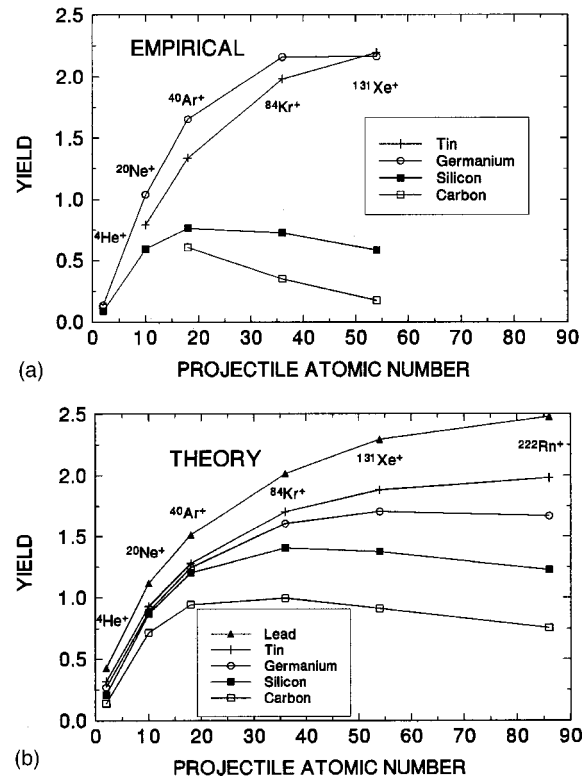 EMPIRICAL
2.5
2.0
1.5
1.0
0.5
0.0
YIELD
⁴He⁺
²⁰Ne⁺
⁴⁰Ar⁺
⁸⁴Kr⁺
¹³¹Xe⁺
Tin
Germanium
Silicon
Carbon
0 10 20 30 40 50 60 70 80 90
PROJECTILE ATOMIC NUMBER
(a)
THEORY
2.5
2.0
1.5
1.0
0.5
0.0
YIELD
⁴He⁺
²⁰Ne⁺
⁴⁰Ar⁺
⁸⁴Kr⁺
¹³¹Xe⁺
²²²Rn⁺
Lead
Tin
Germanium
Silicon
Carbon
0 10 20 30 40 50 60 70 80 90
PROJECTILE ATOMIC NUMBER
(b)